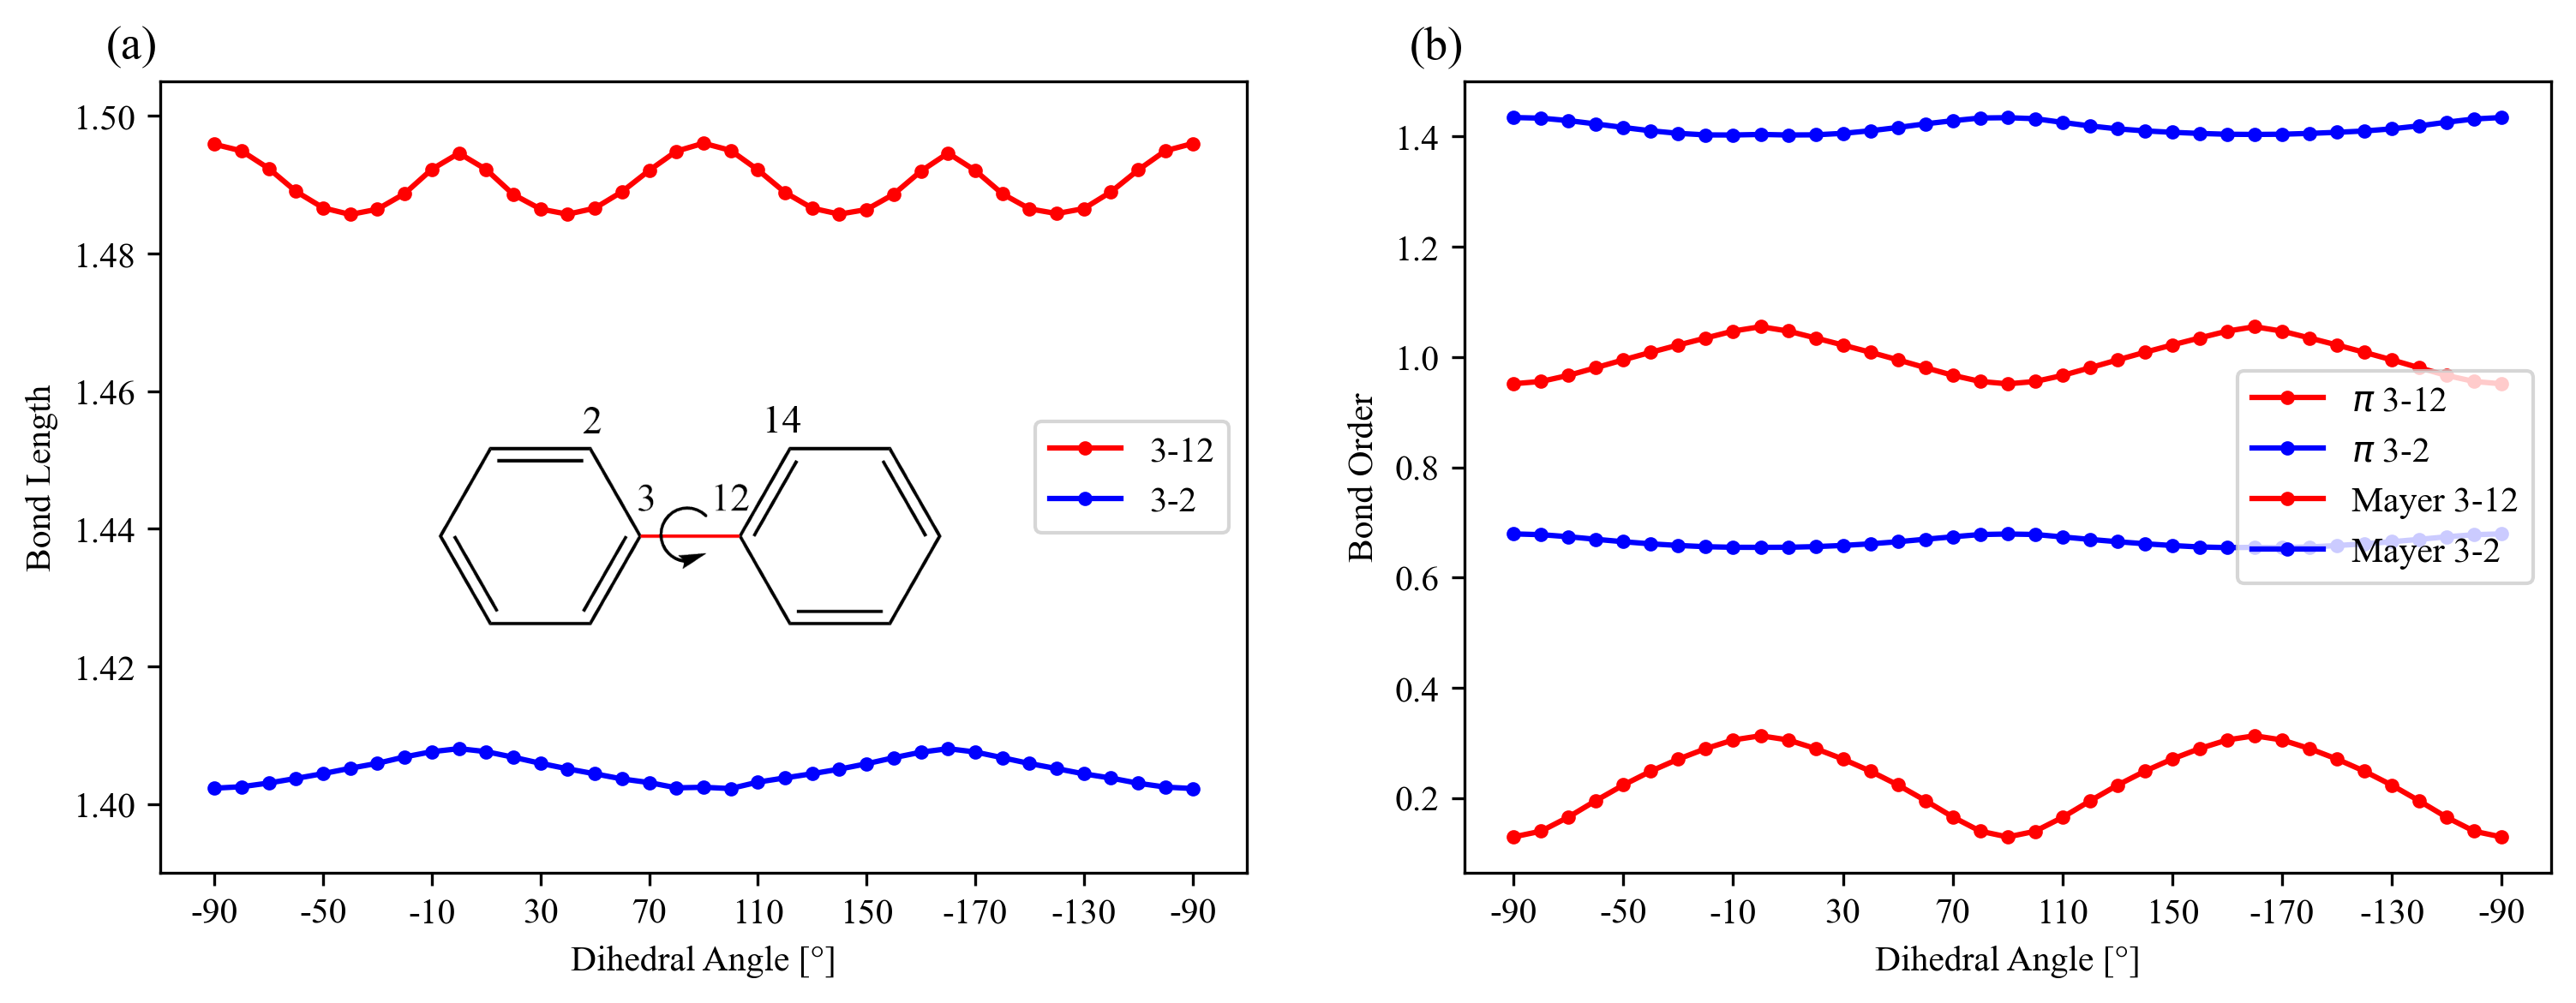 (a)
1.50
1.48
1.46
1.44
1.42
1.40
Bond Length
2
14
3
12
3-12
3-2
-90 -50 -10 30 70 110 150 -170 -130 -90
Dihedral Angle [°]
(b)
1.4
1.2
1.0
0.8
0.6
0.4
0.2
Bond Order
π 3-12
π 3-2
Mayer 3-12
Mayer 3-2
-90 -50 -10 30 70 110 150 -170 -130 -90
Dihedral Angle [°]